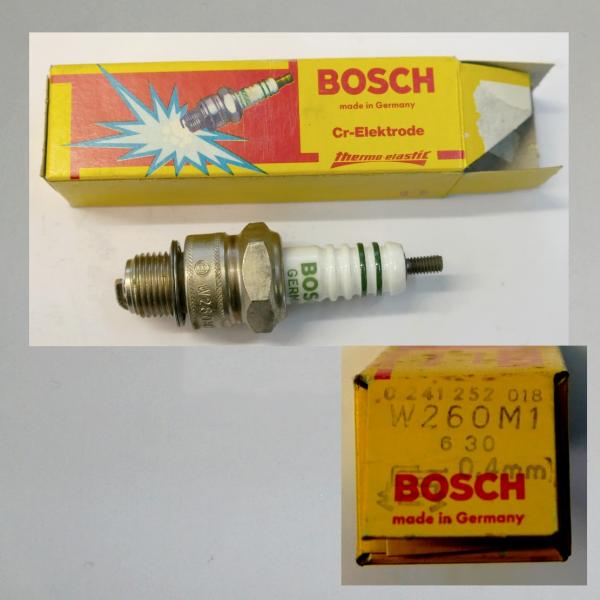 BOSCH
made in Germany
Cr-Elektrode
thermo-elastic
BOS
GERM
W260M
0 241 252 018
W260M1
6 30
0,4mm
BOSCH
made in Germany